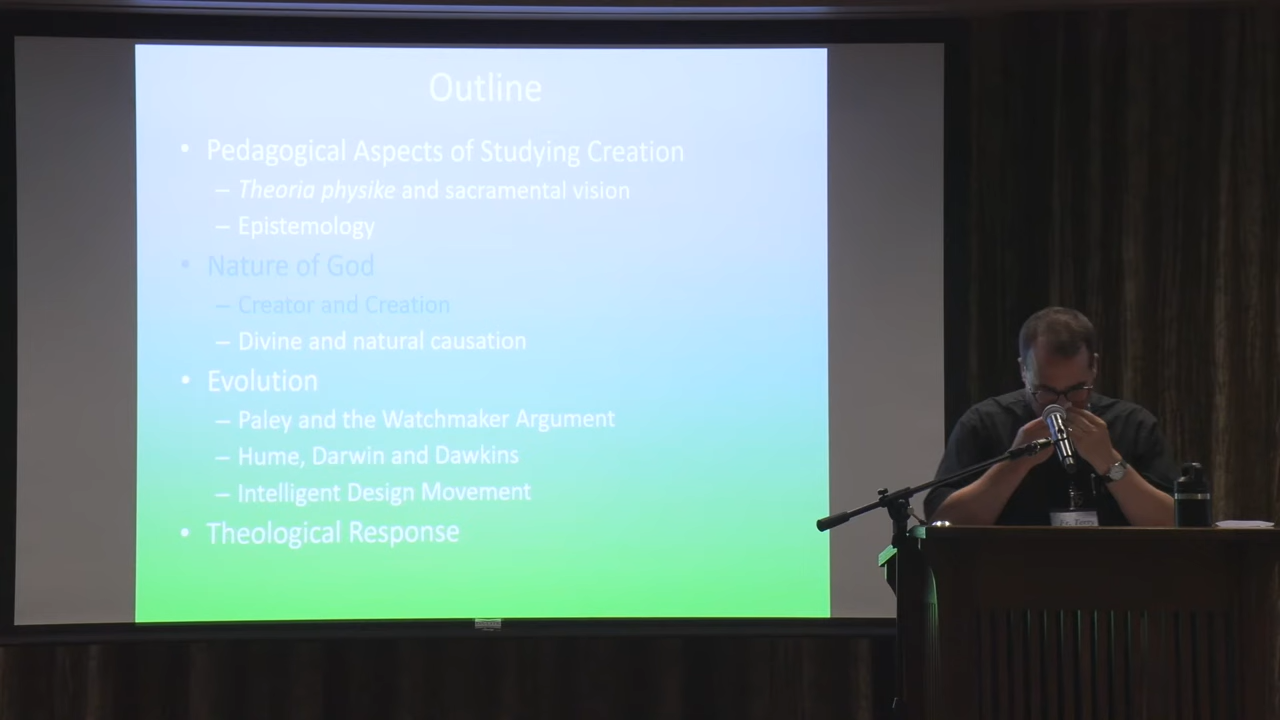 Outline
• Pedagogical Aspects of Studying Creation
– Theoria physike and sacramental vision
– Epistemology
• Nature of God
– Creator and Creation
– Divine and natural causation
• Evolution
– Paley and the Watchmaker Argument
– Hume, Darwin and Dawkins
– Intelligent Design Movement
• Theological Response